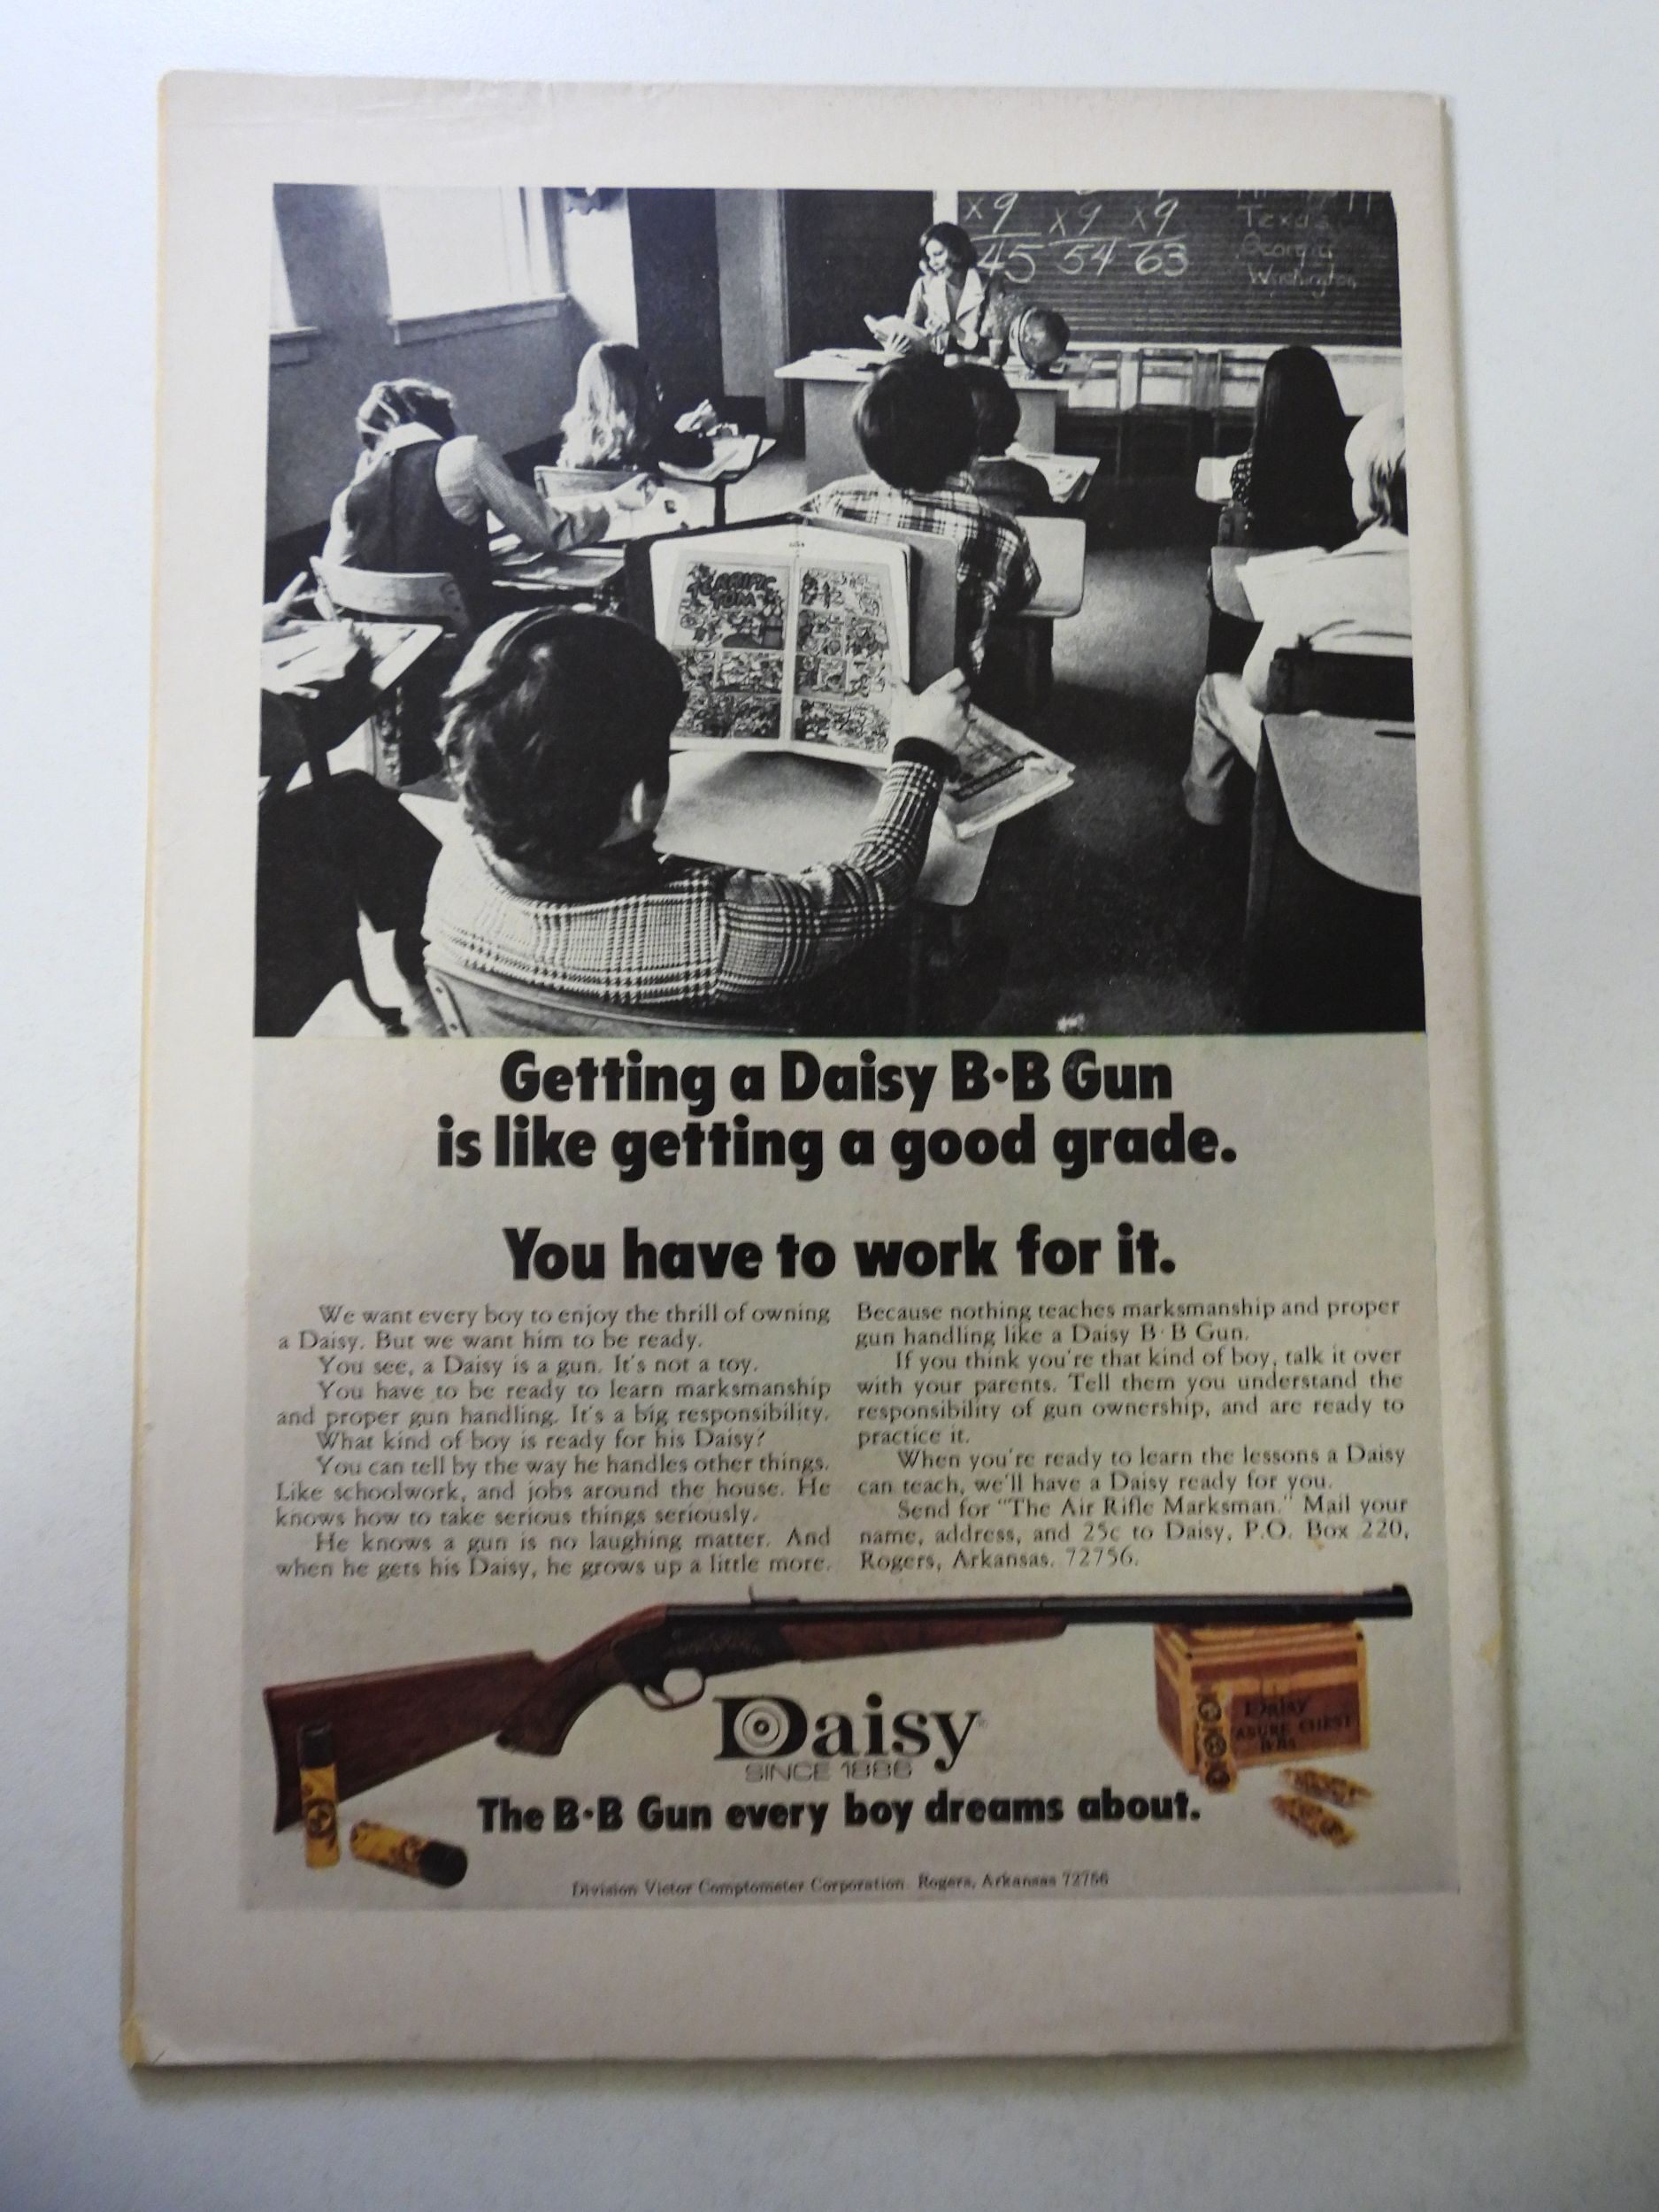 x9 x9 x9
45 54 63
Texas
Georgia
Washington
TERRIFIC
TOM
Getting a Daisy B·B Gun
is like getting a good grade.
You have to work for it.
We want every boy to enjoy the thrill of owning
a Daisy. But we want him to be ready.
You see, a Daisy is a gun. It's not a toy.
You have to be ready to learn marksmanship
and proper gun handling. It's a big responsibility.
What kind of boy is ready for his Daisy?
You can tell by the way he handles other things.
Like schoolwork, and jobs around the house. He
knows how to take serious things seriously.
He knows a gun is no laughing matter. And
when he gets his Daisy, he grows up a little more.
Because nothing teaches marksmanship and proper
gun handling like a Daisy B·B Gun.
If you think you're that kind of boy, talk it over
with your parents. Tell them you understand the
responsibility of gun ownership, and are ready to
practice it.
When you're ready to learn the lessons a Daisy
can teach, we'll have a Daisy ready for you.
Send for "The Air Rifle Marksman." Mail your
name, address, and 25c to Daisy, P.O. Box 220,
Rogers, Arkansas. 72756.
Daisy
ASURE CHEST
BBs
Daisy®
SINCE 1886
The B·B Gun every boy dreams about.
Division Victor Comptometer Corporation. Rogers, Arkansas 72756